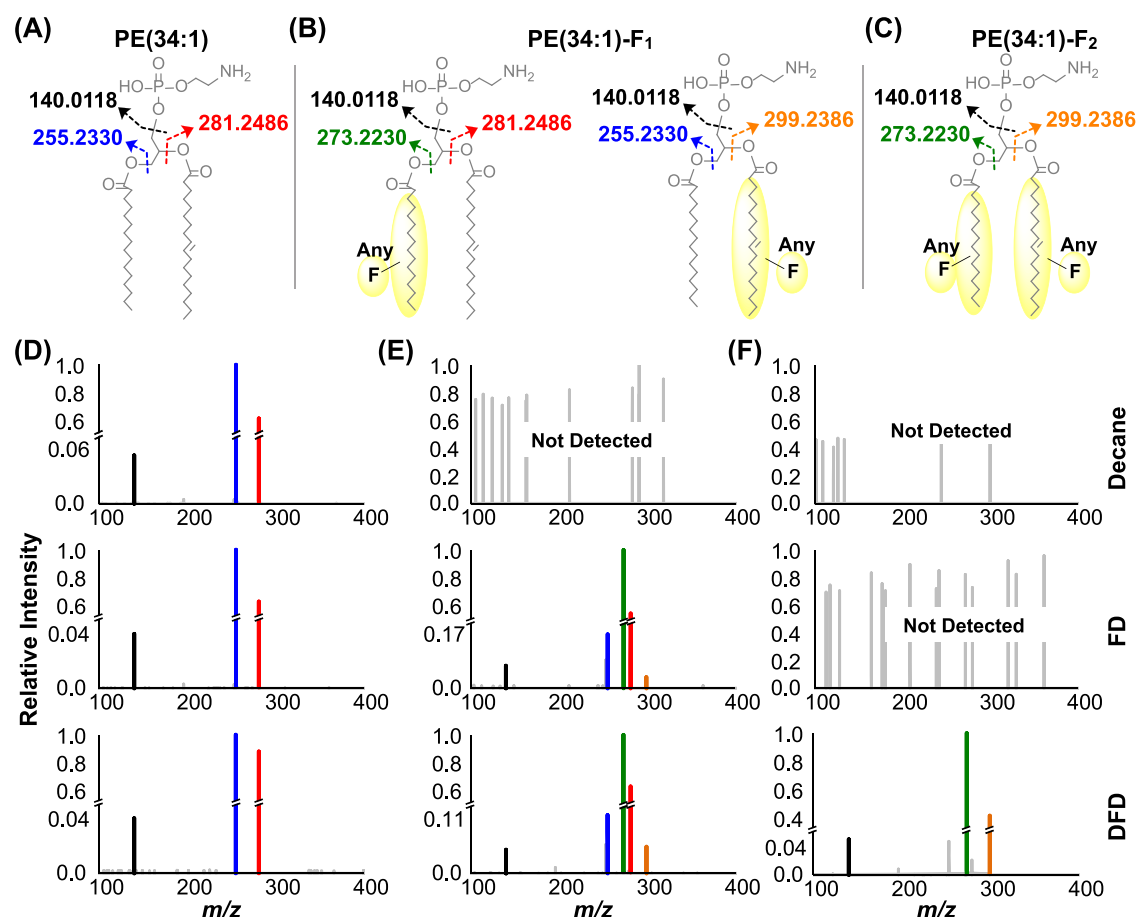 (A) PE(34:1)
(B) PE(34:1)-F1
(C) PE(34:1)-F2
O
HO-P-O
NH2
O
140.0118
281.2486
255.2330
O
O
O
O
O
HO-P-O
NH2
O
140.0118
281.2486
273.2230
O
O
O
O
Any
F
O
HO-P-O
NH2
O
140.0118
299.2386
255.2330
O
O
O
O
Any
F
O
HO-P-O
NH2
O
140.0118
299.2386
273.2230
O
O
O
O
Any
F
Any
F
(D)
1.0
0.8
0.6
0.06
0.0
100 200 300 400
(E)
1.0
0.8
0.6
0.4
0.2
0.0
Not Detected
100 200 300 400
(F)
1.0
0.8
0.6
0.4
0.2
0.0
Not Detected
100 200 300 400
Decane
Relative Intensity
1.0
0.8
0.6
0.04
0.0
100 200 300 400
1.0
0.8
0.6
0.17
0.0
100 200 300 400
1.0
0.8
0.6
0.4
0.2
0.0
Not Detected
100 200 300 400
FD
1.0
0.8
0.6
0.04
0.0
100 200 300 400
m/z
1.0
0.8
0.6
0.11
0.0
100 200 300 400
m/z
1.0
0.8
0.6
0.4
0.04
0.0
100 200 300 400
m/z
DFD